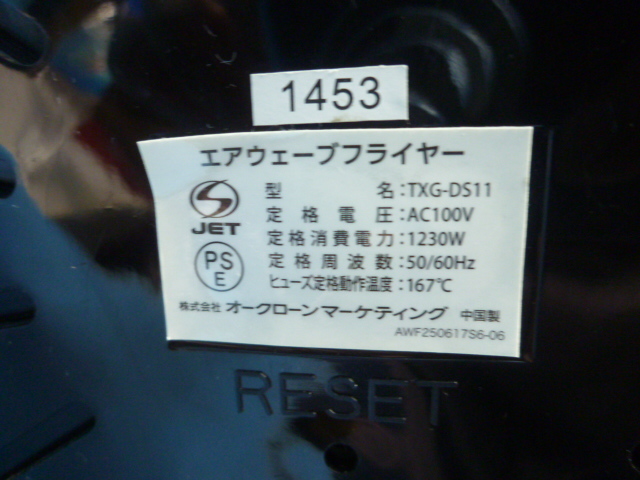 1453
エアウェーブフライヤー
型名:TXG-DS11
定格電圧:AC100V
定格消費電力:1230W
定格周波数:50/60Hz
ヒューズ定格動作温度:167℃
S JET
PS E
株式会社 オークローンマーケティング 中国製
AWF250617S6-06
RESET